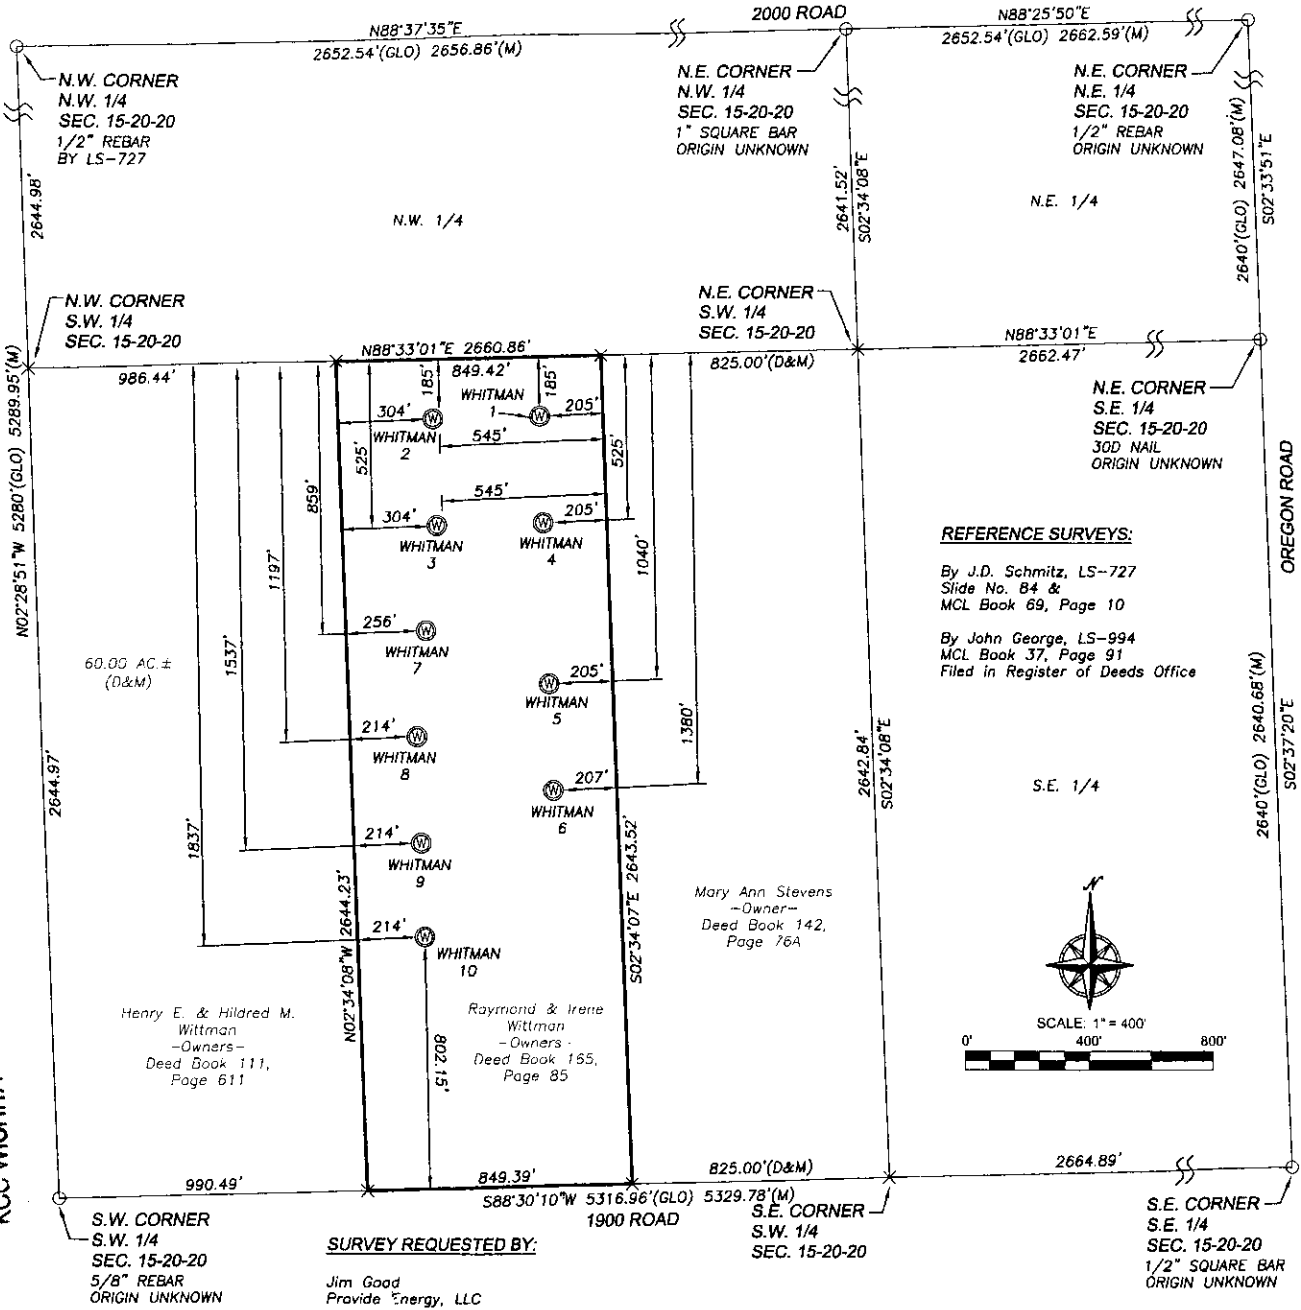 2000 ROAD
N88°37'35"E
2652.54'(GLO) 2656.86'(M)
N88°25'50"E
2652.54'(GLO) 2662.59'(M)
N.W. CORNER
N.W. 1/4
SEC. 15-20-20
1/2" REBAR
BY LS-727
N.E. CORNER
N.W. 1/4
SEC. 15-20-20
1" SQUARE BAR
ORIGIN UNKNOWN
N.E. CORNER
N.E. 1/4
SEC. 15-20-20
1/2" REBAR
ORIGIN UNKNOWN
2644.98'
N.W. 1/4
2641.52'
S02°34'08"E
N.E. 1/4
2640'(GLO) 2647.08'(M)
S02°33'51"E
N.W. CORNER
S.W. 1/4
SEC. 15-20-20
N.E. CORNER
S.W. 1/4
SEC. 15-20-20
N88°33'01"E 2660.86'
N88°33'01"E
2662.47'
986.44'
849.42'
825.00'(D&M)
N.E. CORNER
S.E. 1/4
SEC. 15-20-20
30D NAIL
ORIGIN UNKNOWN
N02°28'51"W 5280'(GLO) 5289.95'(M)
185'
185'
WHITMAN
1
205'
304'
WHITMAN
2
545'
525'
525'
545'
304'
WHITMAN
3
205'
WHITMAN
4
859'
1197'
1537'
1837'
1040'
1380'
256'
WHITMAN
7
205'
WHITMAN
5
214'
WHITMAN
8
207'
WHITMAN
6
214'
WHITMAN
9
214'
WHITMAN
10
60.00 AC.±
(D&M)
2644.97'
N02°34'08"W 2644.23'
S02°34'07"E 2643.52'
2642.84'
S02°34'08"E
802.15'
REFERENCE SURVEYS:
By J.D. Schmitz, LS-727
Slide No. 84 &
MCL Book 69, Page 10
By John George, LS-994
MCL Book 37, Page 91
Filed in Register of Deeds Office
OREGON ROAD
2640'(GLO) 2640.68'(M)
S02°37'20"E
S.E. 1/4
Mary Ann Stevens
-Owner-
Deed Book 142,
Page 76A
Henry E. & Hildred M.
Wittman
-Owners-
Deed Book 111,
Page 611
Raymond & Irene
Wittman
-Owners-
Deed Book 165,
Page 85
N
SCALE: 1" = 400'
0' 400' 800'
KCC WICHITA
990.49'
849.39'
825.00'(D&M)
2664.89'
S88°30'10"W 5316.96'(GLO) 5329.78'(M)
1900 ROAD
S.W. CORNER
S.W. 1/4
SEC. 15-20-20
5/8" REBAR
ORIGIN UNKNOWN
S.E. CORNER
S.W. 1/4
SEC. 15-20-20
S.E. CORNER
S.E. 1/4
SEC. 15-20-20
1/2" SQUARE BAR
ORIGIN UNKNOWN
SURVEY REQUESTED BY:
Jim Good
Provide Energy, LLC